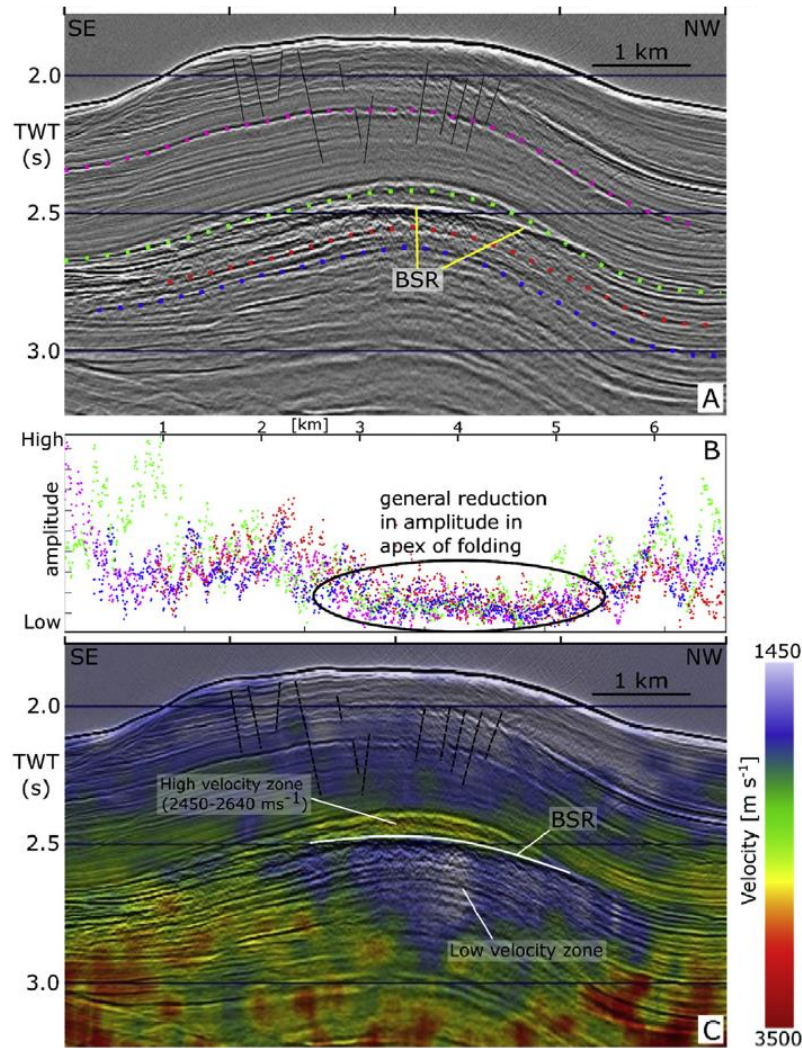 SE
NW
1 km
2.0
TWT
(s)
2.5
BSR
3.0
A
High
1
2
[km]
3
4
5
6
B
amplitude
general reduction
in amplitude in
apex of folding
Low
SE
NW
1 km
1450
2.0
TWT
(s)
High velocity zone
(2450-2640 ms⁻¹)
BSR
2.5
Velocity [m s⁻¹]
Low velocity zone
3.0
C
3500